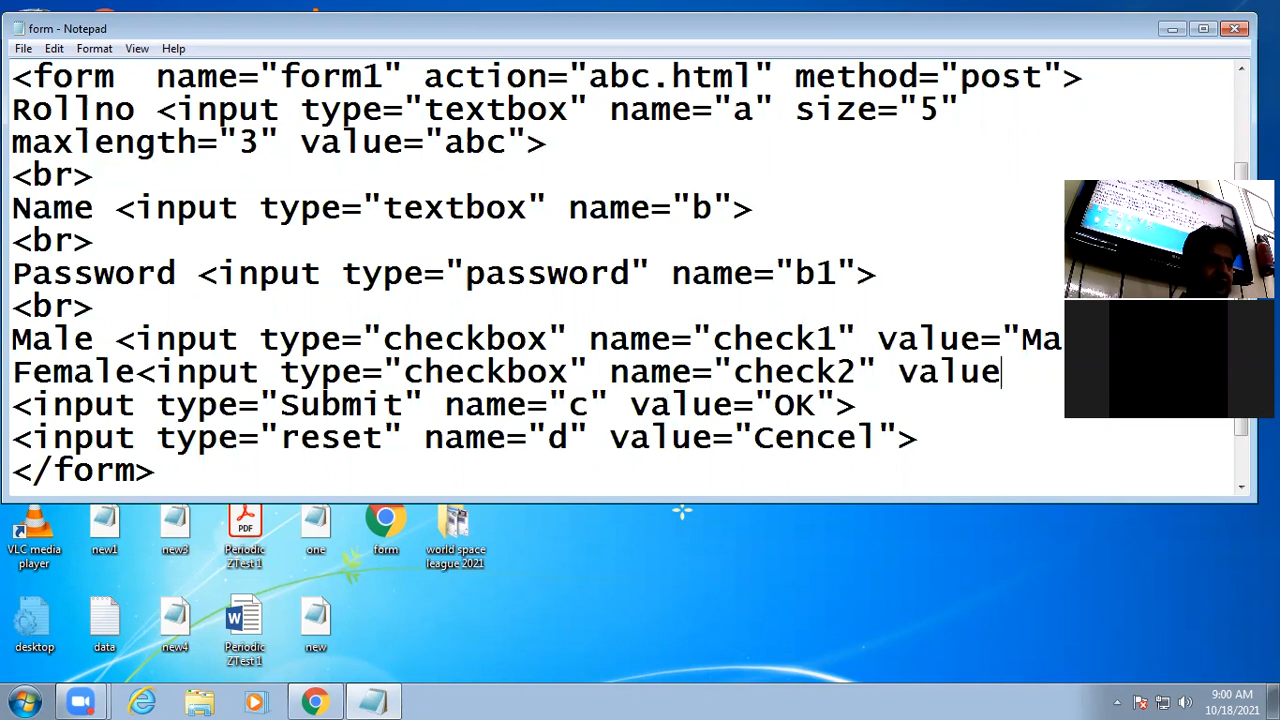 form - Notepad
File Edit Format View Help
<form  name="form1" action="abc.html" method="post">
Rollno <input type="textbox" name="a" size="5"
maxlength="3" value="abc">
<br>
Name <input type="textbox" name="b">
<br>
Password <input type="password" name="b1">
<br>
Male <input type="checkbox" name="check1" value="Ma
Female<input type="checkbox" name="check2" value
<input type="Submit" name="c" value="OK">
<input type="reset" name="d" value="Cencel">
</form>
PDF
VLC media player
new1
new3
Periodic ZTest 1
one
form
world space league 2021
W
desktop
data
new4
Periodic ZTest 1
new
9:00 AM
10/18/2021